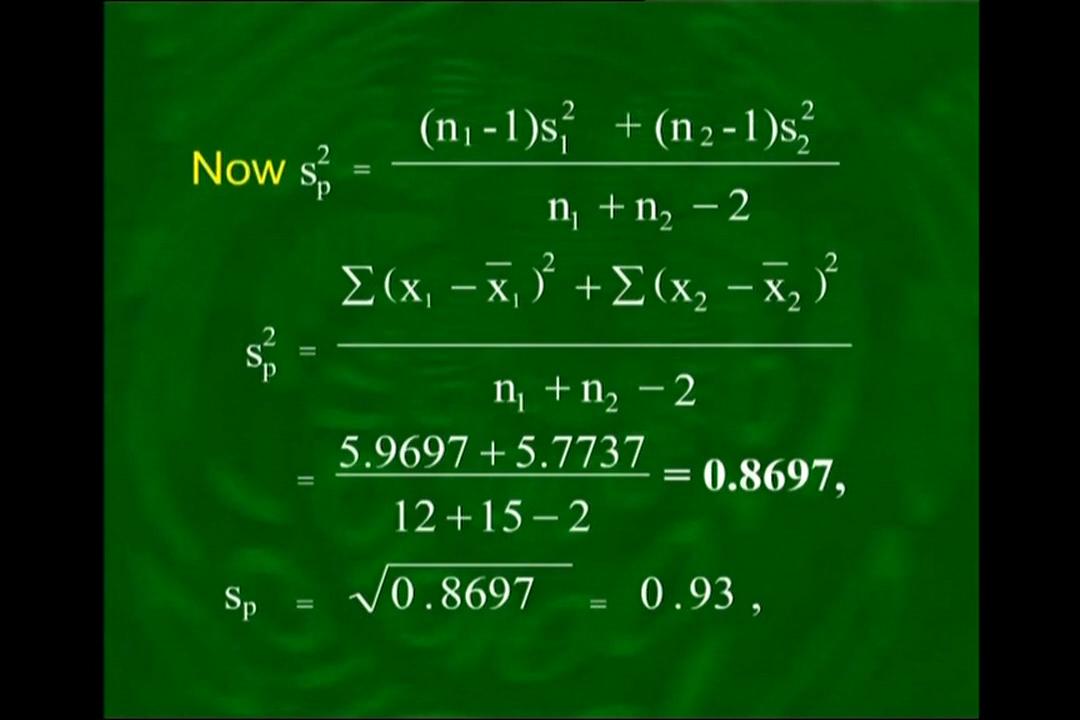 Now s_p^2 = ((n_1 - 1)s_1^2 + (n_2 - 1)s_2^2) / (n_1 + n_2 − 2)
s_p^2 = (∑(x_1 − x̄_1)^2 + ∑(x_2 − x̄_2)^2) / (n_1 + n_2 − 2)
= (5.9697 + 5.7737) / (12 + 15 − 2) = 0.8697,
s_p = √0.8697 = 0.93,